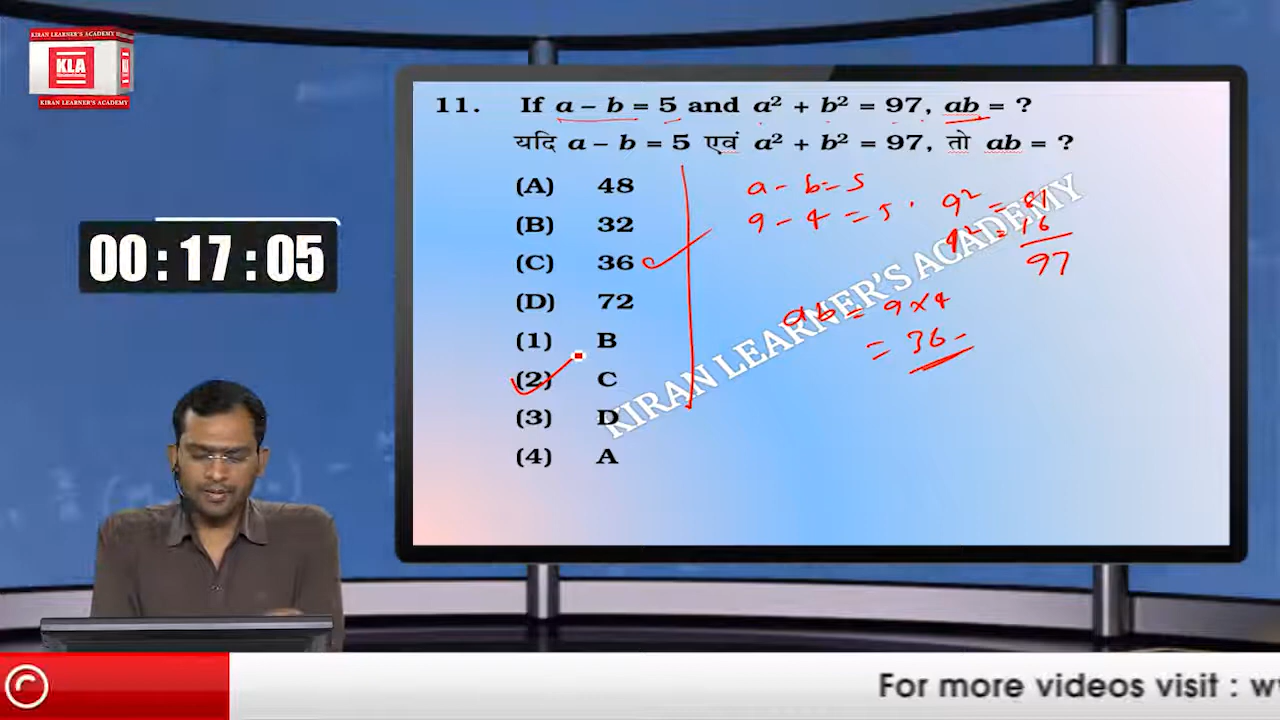 KIRAN LEARNER'S ACADEMY
KLA
KIRAN LEARNER'S ACADEMY
00:17:05
11. If a – b = 5 and a² + b² = 97, ab = ?
यदि a – b = 5 एवं a² + b² = 97, तो ab = ?
(A) 48
(B) 32
(C) 36
(D) 72
(1) B
(2) C
(3) D
(4) A
a - b = 5
9 - 4 = 5
9² = 81
4² = 16
97
ab = 9 × 4
= 36
KIRAN LEARNER'S ACADEMY
For more videos visit : w